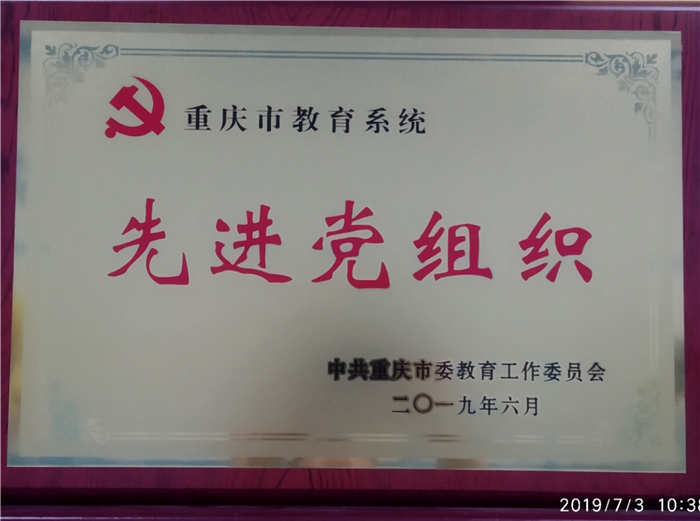 重庆市教育系统
先进党组织
中共重庆市委教育工作委员会
二〇一九年六月
2019/7/3 10:38